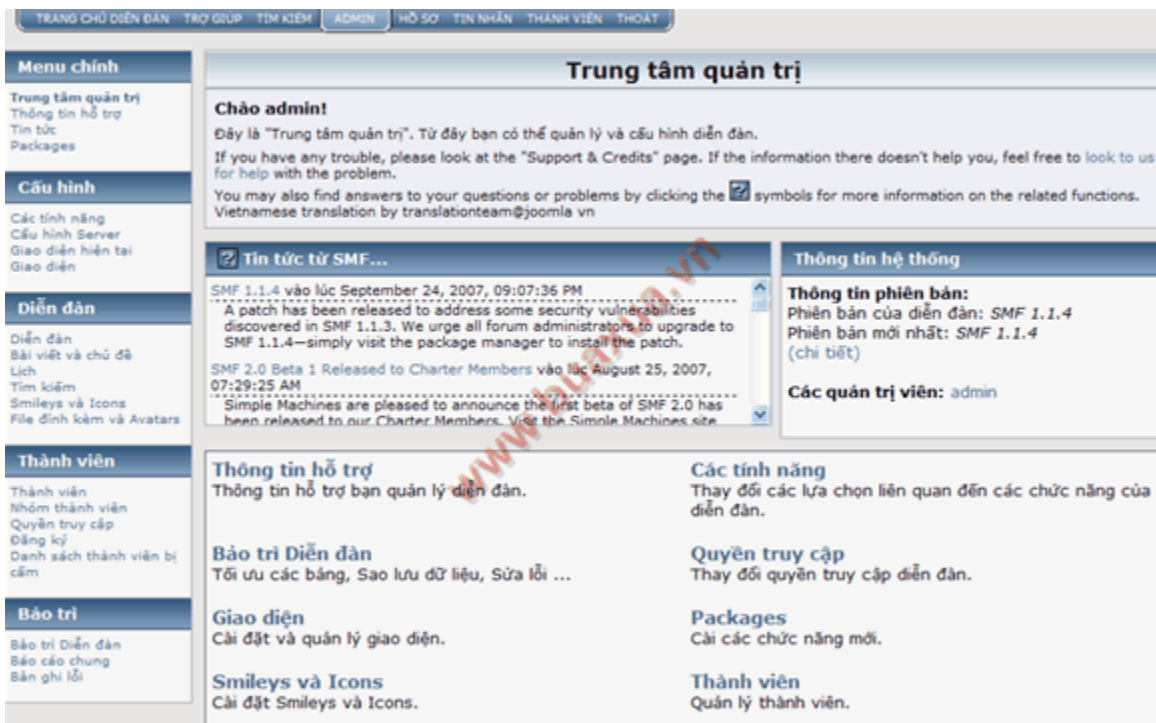 TRANG CHỦ DIỄN ĐÀN TRỢ GIÚP TÌM KIẾM ADMIN HỒ SƠ TIN NHẮN THÀNH VIÊN THOÁT
Menu chính
Trung tâm quản trị
Thông tin hỗ trợ
Tin tức
Packages
Cấu hình
Các tính năng
Cấu hình Server
Giao diện hiện tại
Giao diện
Diễn đàn
Diễn đàn
Bài viết và chủ đề
Lịch
Tìm kiếm
Smileys và Icons
File đính kèm và Avatars
Thành viên
Thành viên
Nhóm thành viên
Quyền truy cập
Đăng ký
Danh sách thành viên bị
cấm
Bảo trì
Bảo trì Diễn đàn
Báo cáo chung
Bản ghi lỗi
Trung tâm quản trị
Chào admin!
Đây là "Trung tâm quản trị". Từ đây bạn có thể quản lý và cấu hình diễn đàn.
If you have any trouble, please look at the "Support & Credits" page. If the information there doesn't help you, feel free to look to us
for help with the problem.
You may also find answers to your questions or problems by clicking the ? symbols for more information on the related functions.
Vietnamese translation by translationteam@joomla vn
? Tin tức từ SMF...
SMF 1.1.4 vào lúc September 24, 2007, 09:07:36 PM
A patch has been released to address some security vulnerabilities
discovered in SMF 1.1.3. We urge all forum administrators to upgrade to
SMF 1.1.4—simply visit the package manager to install the patch.
SMF 2.0 Beta 1 Released to Charter Members vào lúc August 25, 2007,
07:29:25 AM
Simple Machines are pleased to announce the first beta of SMF 2.0 has
been released to our Charter Members. Visit the Simple Machines site
Thông tin hệ thống
Thông tin phiên bản:
Phiên bản của diễn đàn: SMF 1.1.4
Phiên bản mới nhất: SMF 1.1.4
(chi tiết)
Các quản trị viên: admin
www.buaxua.vn
Thông tin hỗ trợ
Thông tin hỗ trợ bạn quản lý diện đàn.
Các tính năng
Thay đổi các lựa chọn liên quan đến các chức năng của
diễn đàn.
Bảo trì Diễn đàn
Tối ưu các bảng, Sao lưu dữ liệu, Sửa lỗi ...
Quyền truy cập
Thay đổi quyền truy cập diễn đàn.
Giao diện
Cài đặt và quản lý giao diện.
Packages
Cài các chức năng mới.
Smileys và Icons
Cài đặt Smileys và Icons.
Thành viên
Quản lý thành viên.